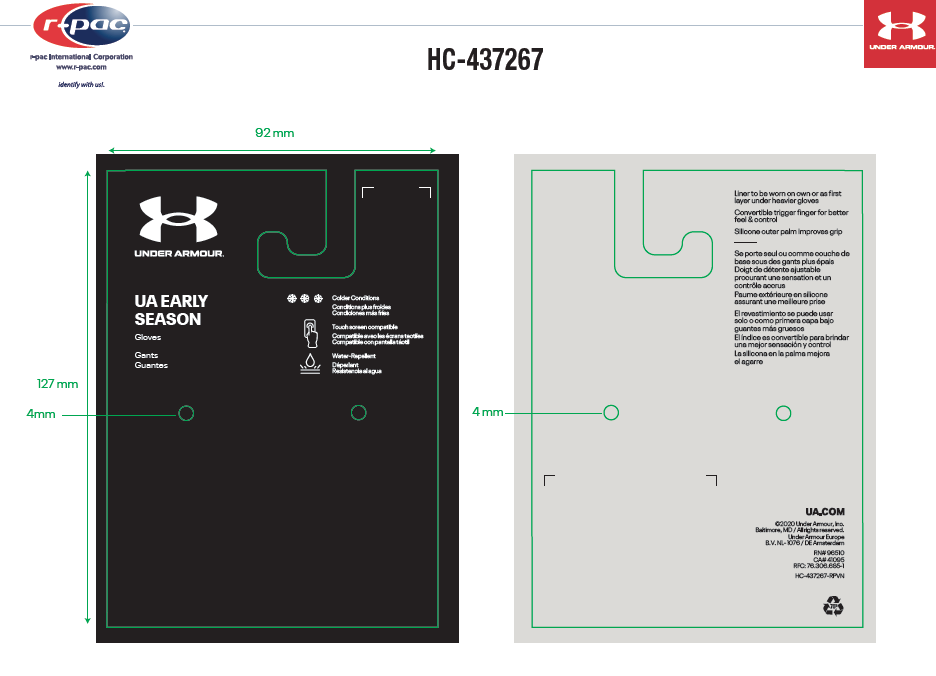 r-pac
r-pac International Corporation
www.r-pac.com
identify with us!.
HC-437267
UNDER ARMOUR.
92 mm
127 mm
4mm
UNDER ARMOUR.
UA EARLY
SEASON
Gloves
Gants
Guantes
Colder Conditions
Conditions plus froides
Condiciones más frías
Touch screen compatible
Compatible avec les écrans tactiles
Compatible con pantalla táctil
Water-Repellent
Déperlant
Resistencia al agua
4 mm
Liner to be worn on own or as first
layer under heavier gloves
Convertible trigger finger for better
feel & control
Silicone outer palm improves grip
Se porte seul ou comme couche de
base sous des gants plus épais
Doigt de détente ajustable
procurant une sensation et un
contrôle accrus
Paume extérieure en silicone
assurant une meilleure prise
El revestimiento se puede usar
solo o como primera capa bajo
guantes más gruesos
El índice es convertible para brindar
una mejor sensación y control
La silicona en la palma mejora
el agarre
UA.COM
©2020 Under Armour, Inc.
Baltimore, MD / All rights reserved.
Under Armour Europe
B.V. NL-1076 / DE Amsterdam
RN# 96510
CA# 41095
RFC: 76.306.685-1
HC-437267-RPVN